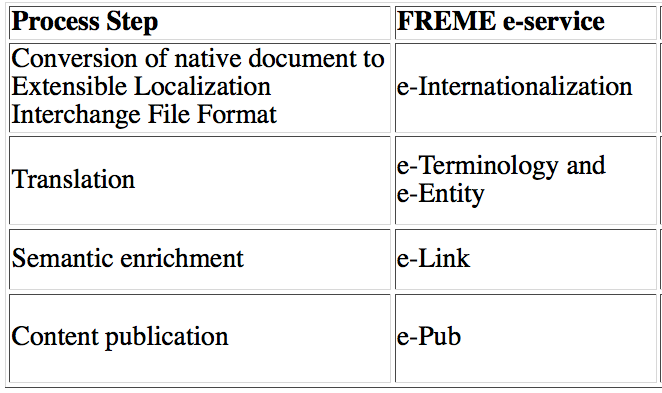 Process Step
FREME e-service
Conversion of native document to
Extensible Localization
Interchange File Format
e-Internationalization
Translation
e-Terminology and
e-Entity
Semantic enrichment
e-Link
Content publication
e-Pub